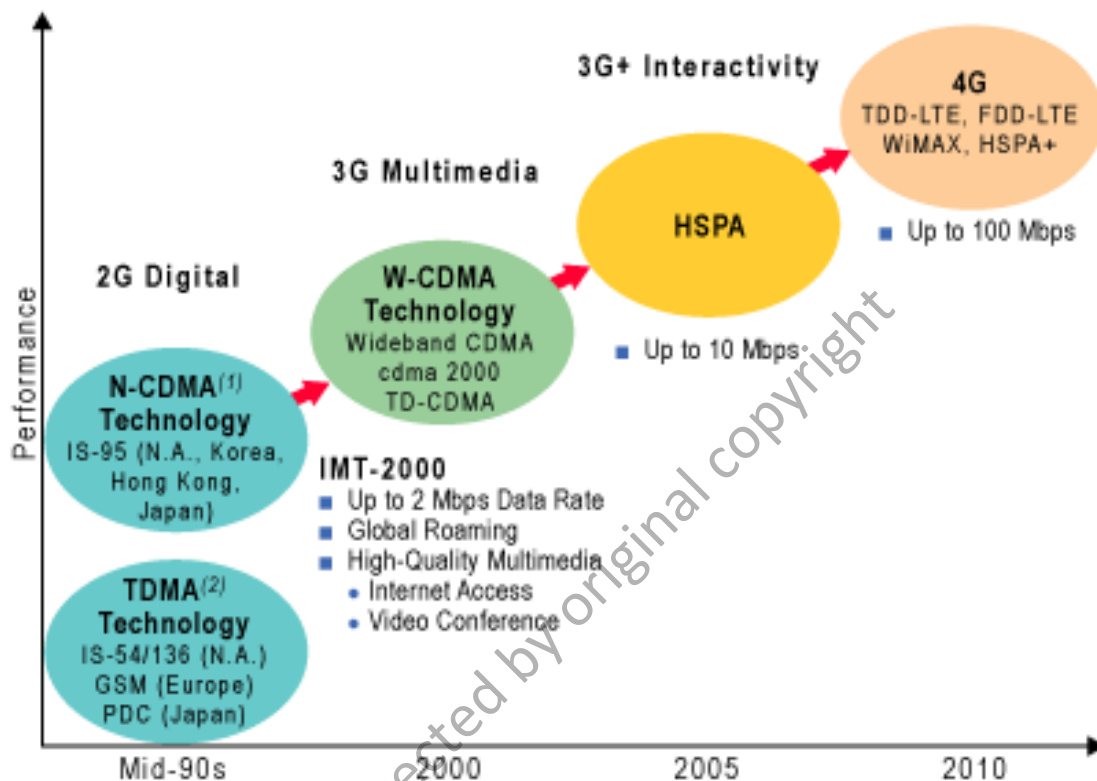 3G+ Interactivity
4G
TDD-LTE, FDD-LTE
WiMAX, HSPA+
Up to 100 Mbps
3G Multimedia
HSPA
Up to 10 Mbps
2G Digital
W-CDMA
Technology
Wideband CDMA
cdma 2000
TD-CDMA
N-CDMA(1)
Technology
IS-95 (N.A., Korea,
Hong Kong,
Japan)
IMT-2000
Up to 2 Mbps Data Rate
Global Roaming
High-Quality Multimedia
Internet Access
Video Conference
TDMA(2)
Technology
IS-54/136 (N.A.)
GSM (Europe)
PDC (Japan)
Performance
Mid-90s
2000
2005
2010
by original copyright